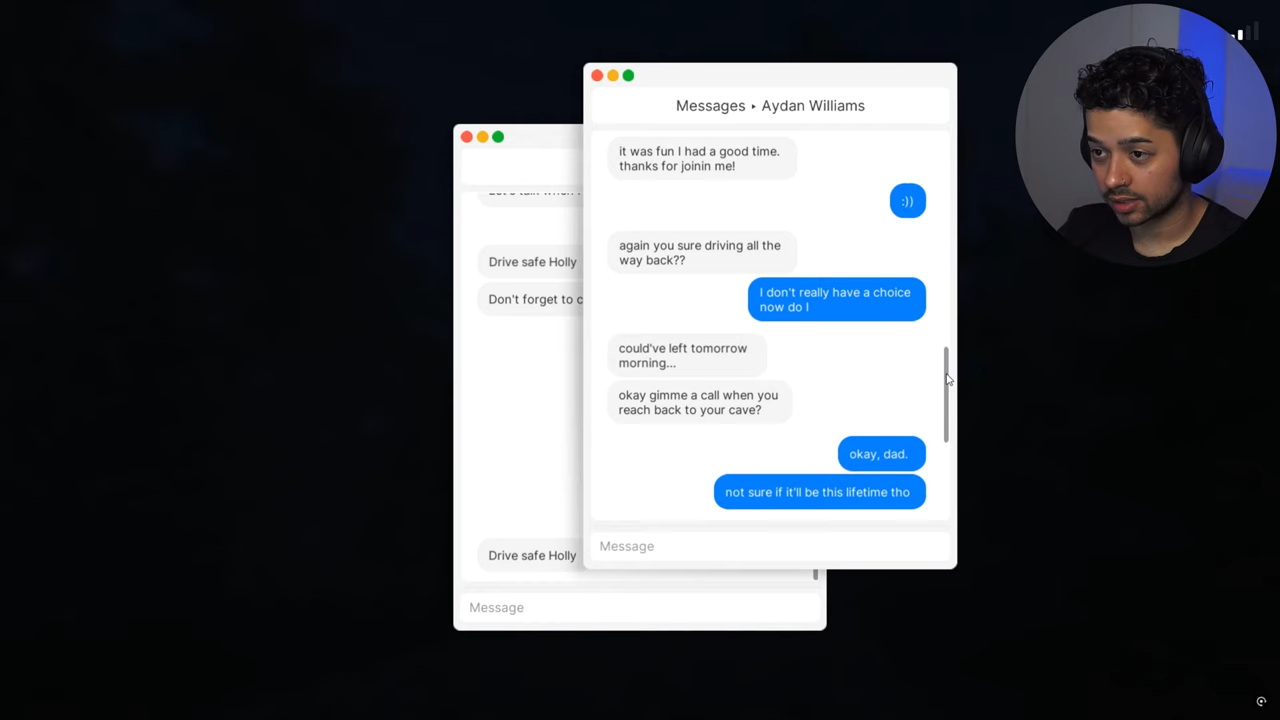 Messages ▸ Aydan Williams
it was fun I had a good time.
thanks for joinin me!
:))
again you sure driving all the
way back??
I don't really have a choice
now do I
could've left tomorrow
morning...
okay gimme a call when you
reach back to your cave?
okay, dad.
not sure if it'll be this lifetime tho
Message
Drive safe Holly
Don't forget to
Drive safe Holly
Message